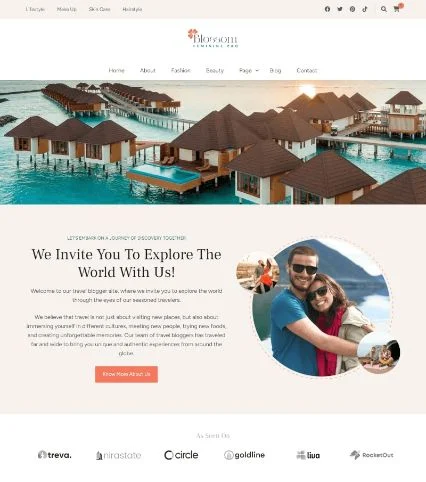 Lifestyle Make Up Skin Care Hairstyle
Blossom
FEMININE PRO
Home About Fashion Beauty Page Blog Contact
LET'S EMBARK ON A JOURNEY OF DISCOVERY TOGETHER
We Invite You To Explore The
World With Us!
Welcome to our travel blogger site, where we invite you to explore the world
through the eyes of our seasoned travelers.
We believe that travel is not just about visiting new places, but also about
immersing yourself in different cultures, meeting new people, trying new foods,
and creating unforgettable memories. Our team of travel bloggers has traveled
far and wide to bring you unique and authentic experiences from around the
globe.
Know More About Us
As Seen On
treva. nirastate circle goldline liva RocketOut